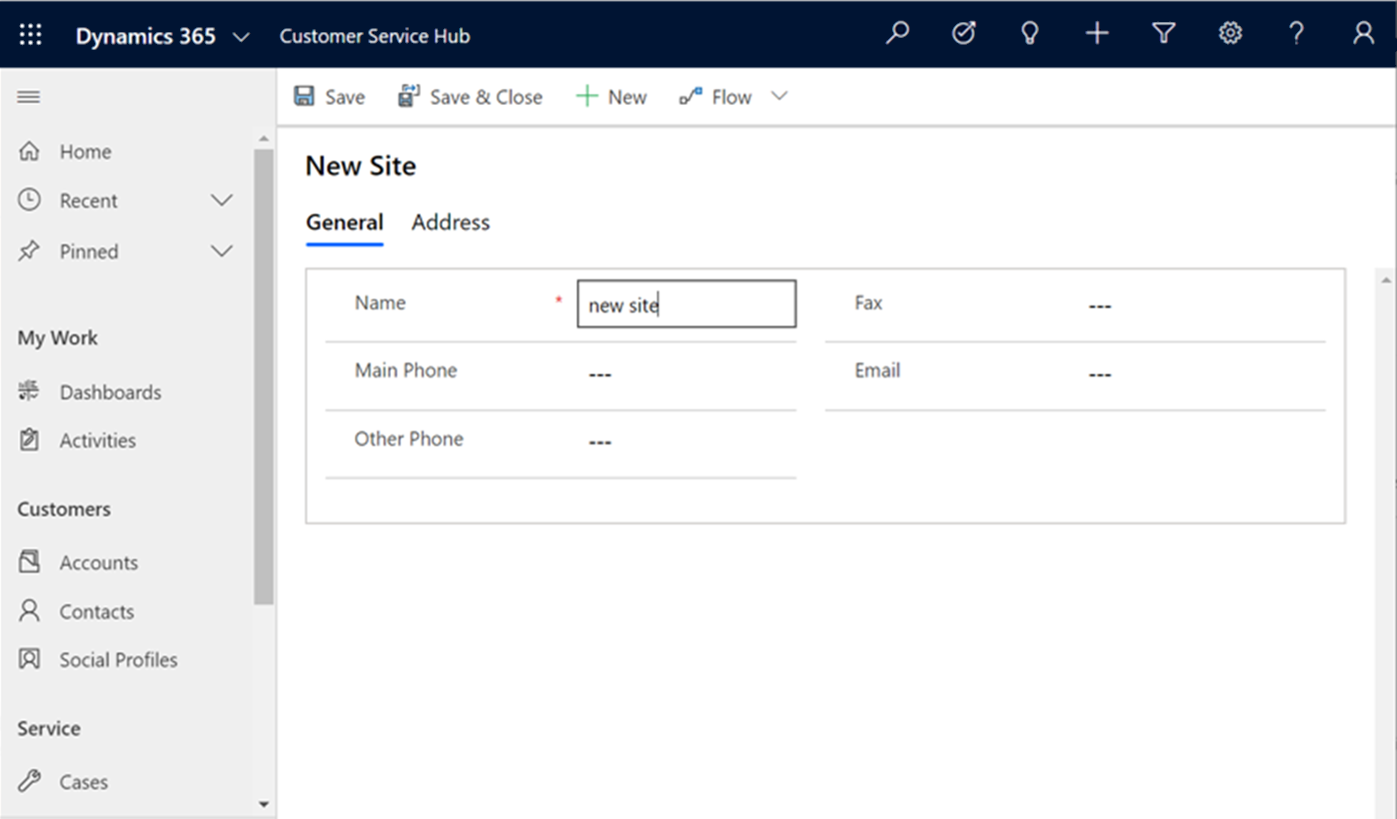 Dynamics 365 Customer Service Hub
Save Save & Close New Flow
Home
Recent
Pinned
My Work
Dashboards
Activities
Customers
Accounts
Contacts
Social Profiles
Service
Cases
New Site
General Address
Name * new site Fax ---
Main Phone --- Email ---
Other Phone ---